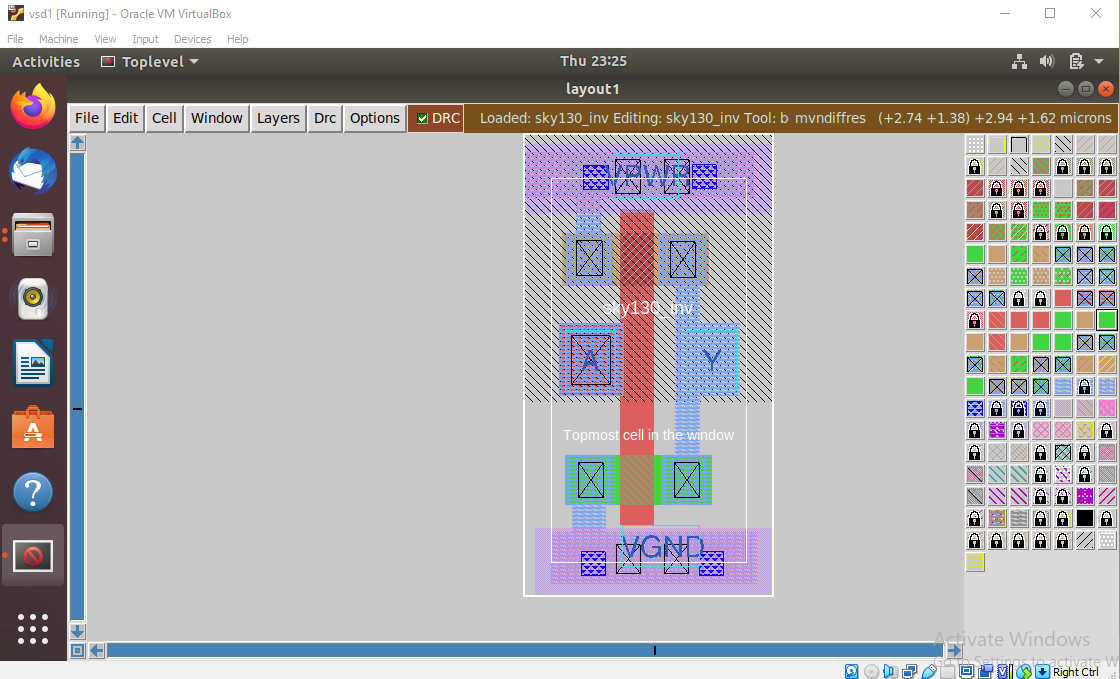 vsd1 [Running] - Oracle VM VirtualBox
File Machine View Input Devices Help
Activities Toplevel Thu 23:25
layout1
File Edit Cell Window Layers Drc Options DRC Loaded: sky130_inv Editing: sky130_inv Tool: b mvndiffres (+2.74 +1.38) +2.94 +1.62 microns
VPWR
sky130_inv
A Y
Topmost cell in the window
VGND
Activate Windows
Go to Settings to activate W
Right Ctrl